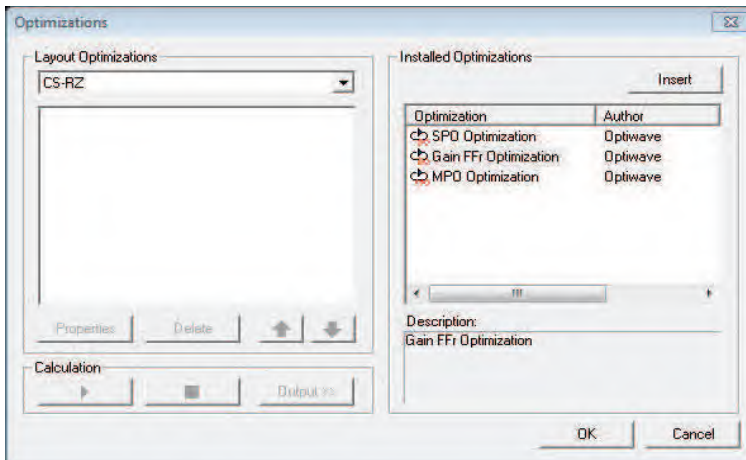 Optimizations
Layout Optimizations
CS-RZ
Properties
Delete
Calculation
Output >>
Installed Optimizations
Insert
Optimization Author
SPO Optimization Optiwave
Gain FFr Optimization Optiwave
MPO Optimization Optiwave
Description:
Gain FFr Optimization
OK
Cancel